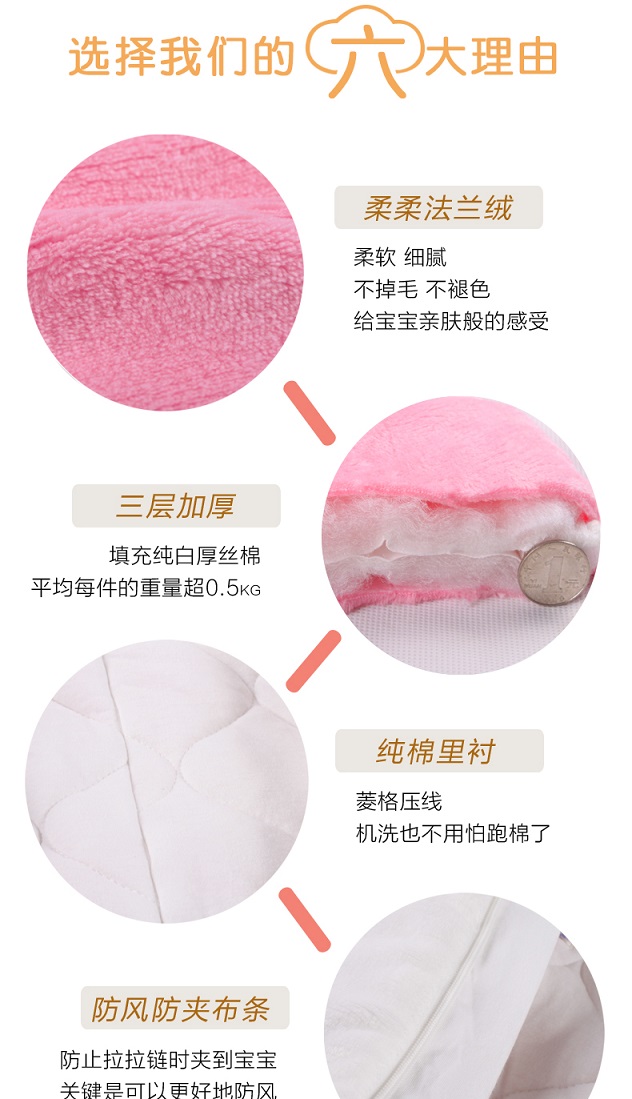 选择我们的六大理由
柔柔法兰绒
柔软 细腻
不掉毛 不褪色
给宝宝亲肤般的感受
三层加厚
填充纯白厚丝棉
平均每件的重量超0.5KG
纯棉里衬
菱格压线
机洗也不用怕跑棉了
防风防夹布条
防止拉拉链时夹到宝宝
关键是可以更好地防风